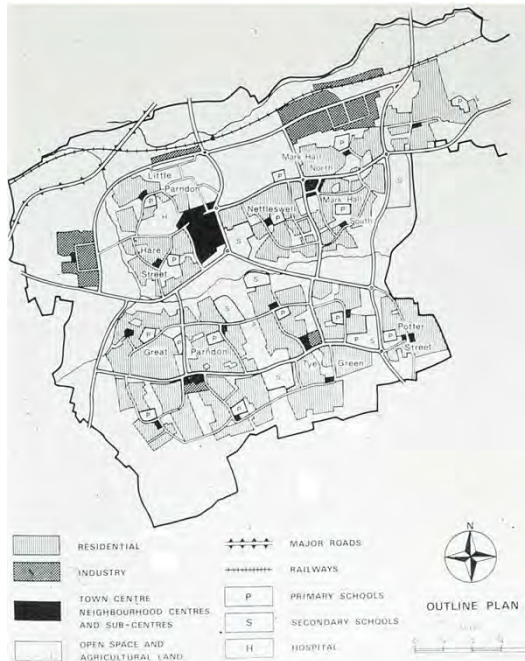 P
Little
Parndon
P
H
Hare
Street
P
Mark Hall
North
P
P
Nettleswell
P
Mark Hall
P
South
P
S
S
S
P
P
P
P
S
Great
Parndon
Tye
Green
S
P
S
P
Potter
Street
P
P
P
P
N
RESIDENTIAL
INDUSTRY
TOWN CENTRE
NEIGHBOURHOOD CENTRES
AND SUB-CENTRES
OPEN SPACE AND
AGRICULTURAL LAND
MAJOR ROADS
RAILWAYS
P PRIMARY SCHOOLS
S SECONDARY SCHOOLS
H HOSPITAL
OUTLINE PLAN